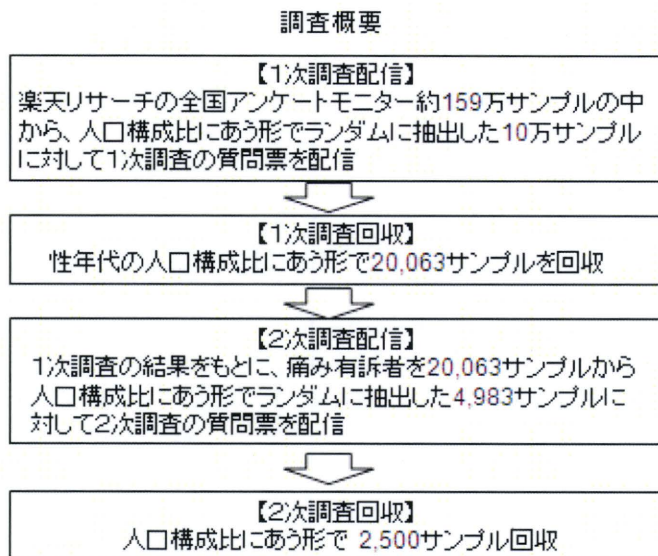 調査概要
【1次調査配信】
楽天リサーチの全国アンケートモニター約159万サンプルの中
から、人口構成比にあう形でランダムに抽出した10万サンプル
に対して1次調査の質問票を配信
【1次調査回収】
性年代の人口構成比にあう形で20,063サンプルを回収
【2次調査配信】
1次調査の結果をもとに、痛み有訴者を20,063サンプルから
人口構成比にあう形でランダムに抽出した4,983サンプルに
対して2次調査の質問票を配信
【2次調査回収】
人口構成比にあう形で 2,500サンプル回収